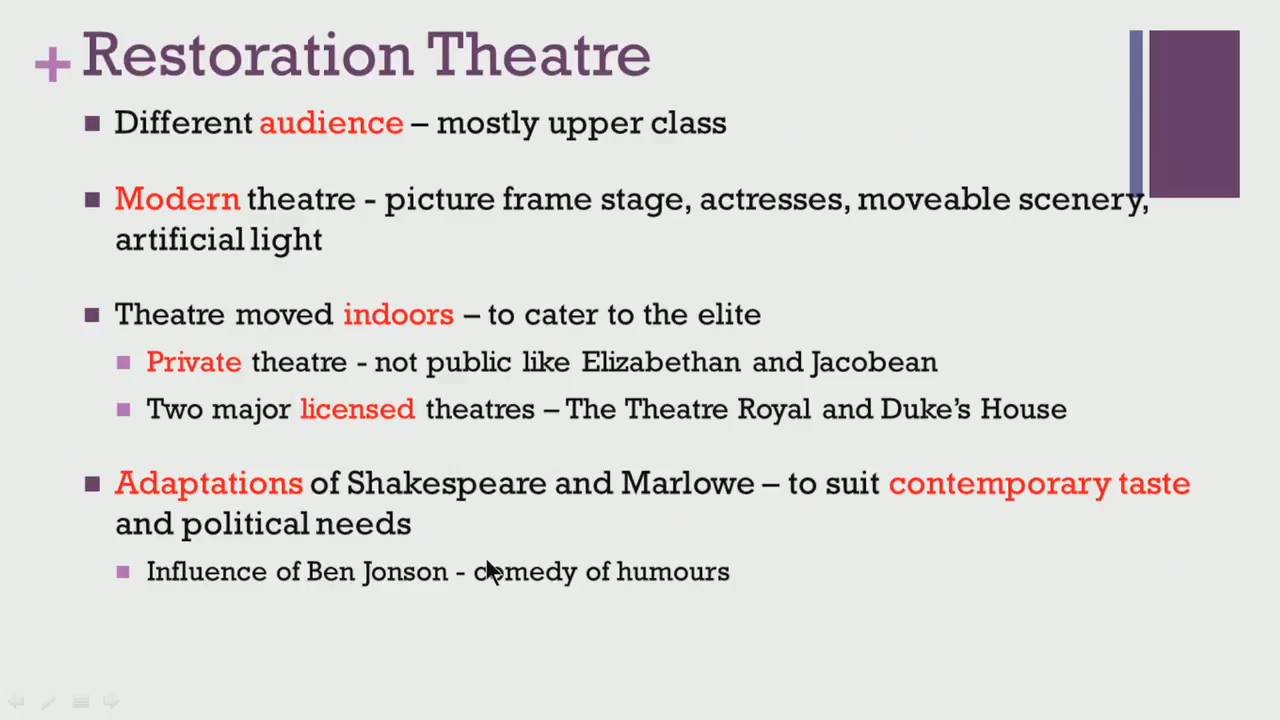 + Restoration Theatre
■ Different audience – mostly upper class
■ Modern theatre - picture frame stage, actresses, moveable scenery,
artificial light
■ Theatre moved indoors – to cater to the elite
■ Private theatre - not public like Elizabethan and Jacobean
■ Two major licensed theatres – The Theatre Royal and Duke's House
■ Adaptations of Shakespeare and Marlowe – to suit contemporary taste
and political needs
■ Influence of Ben Jonson - comedy of humours